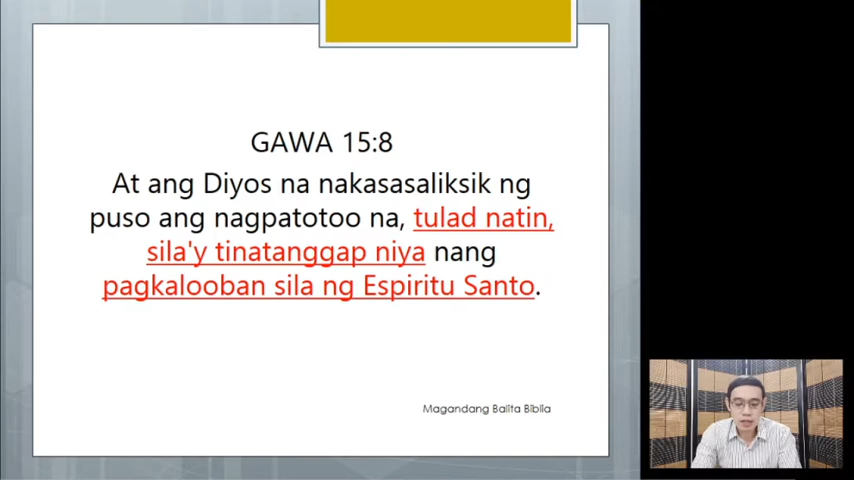 GAWA 15:8
At ang Diyos na nakasasaliksik ng
puso ang nagpatotoo na, tulad natin,
sila'y tinatanggap niya nang
pagkalooban sila ng Espiritu Santo.
Magandang Balita Biblia